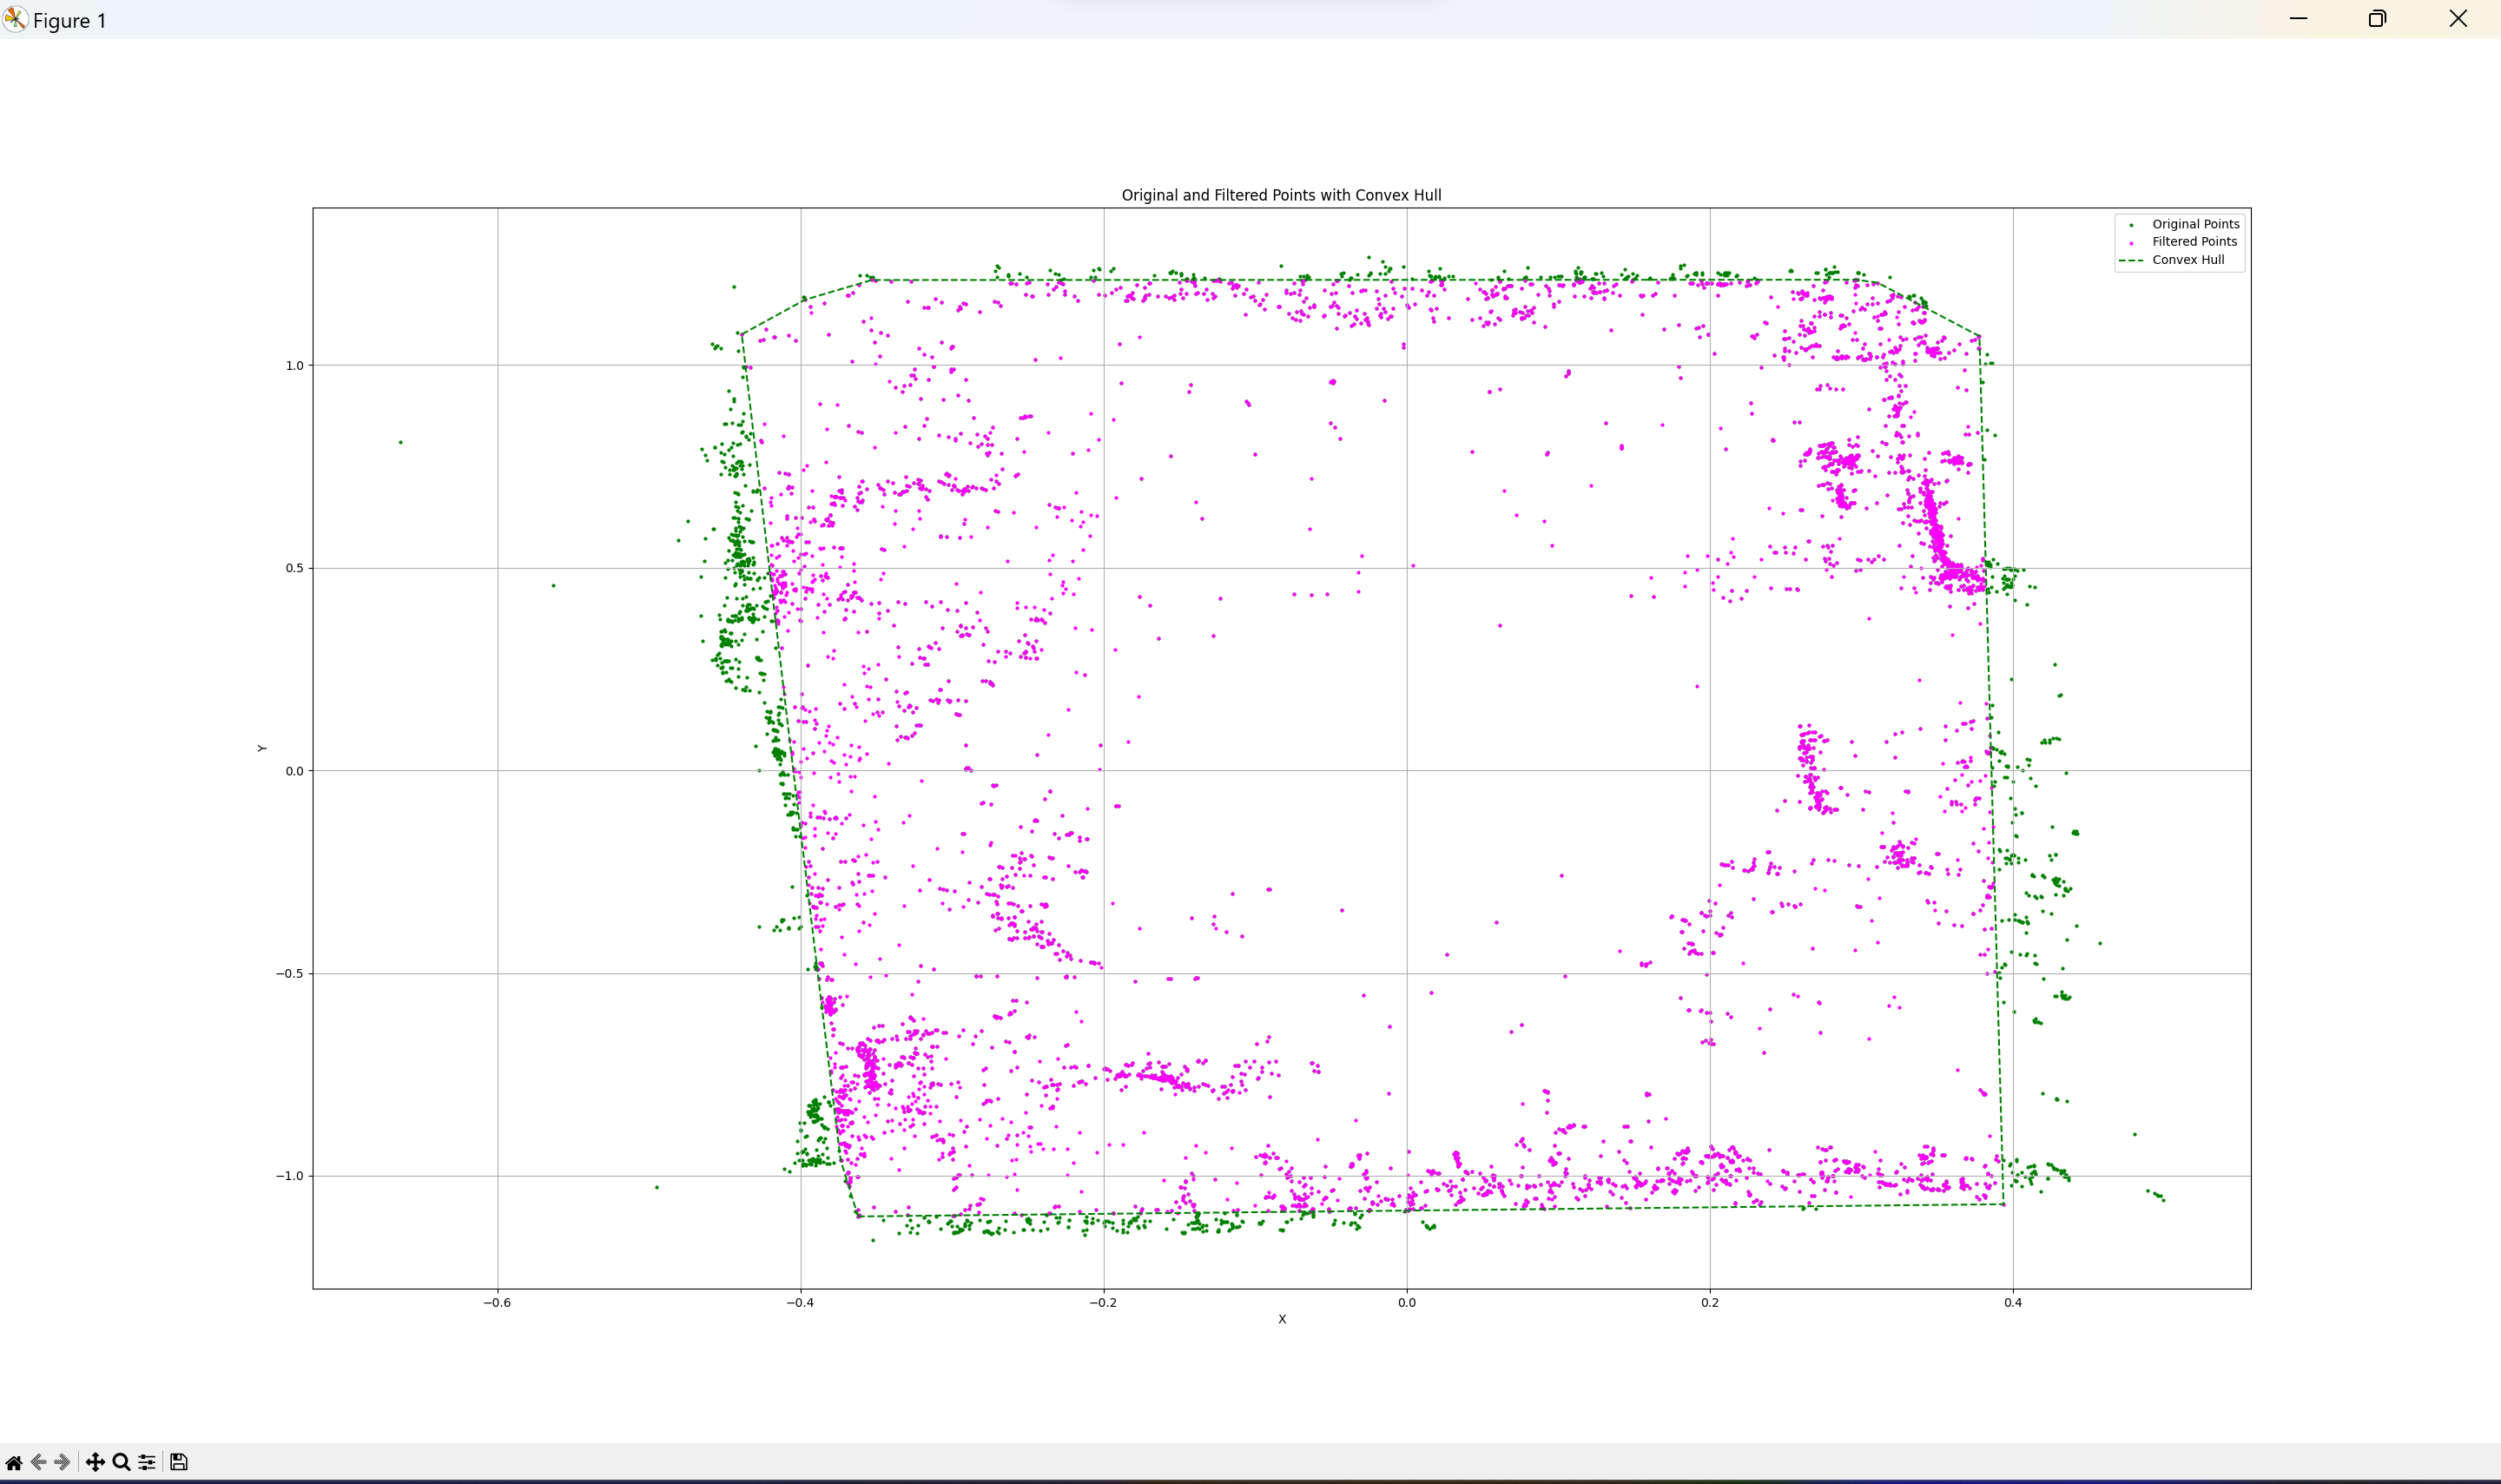 Figure 1
Original and Filtered Points with Convex Hull
Original Points
Filtered Points
Convex Hull
1.0
0.5
0.0
−0.5
−1.0
Y
−0.6
−0.4
−0.2
0.0
0.2
0.4
X